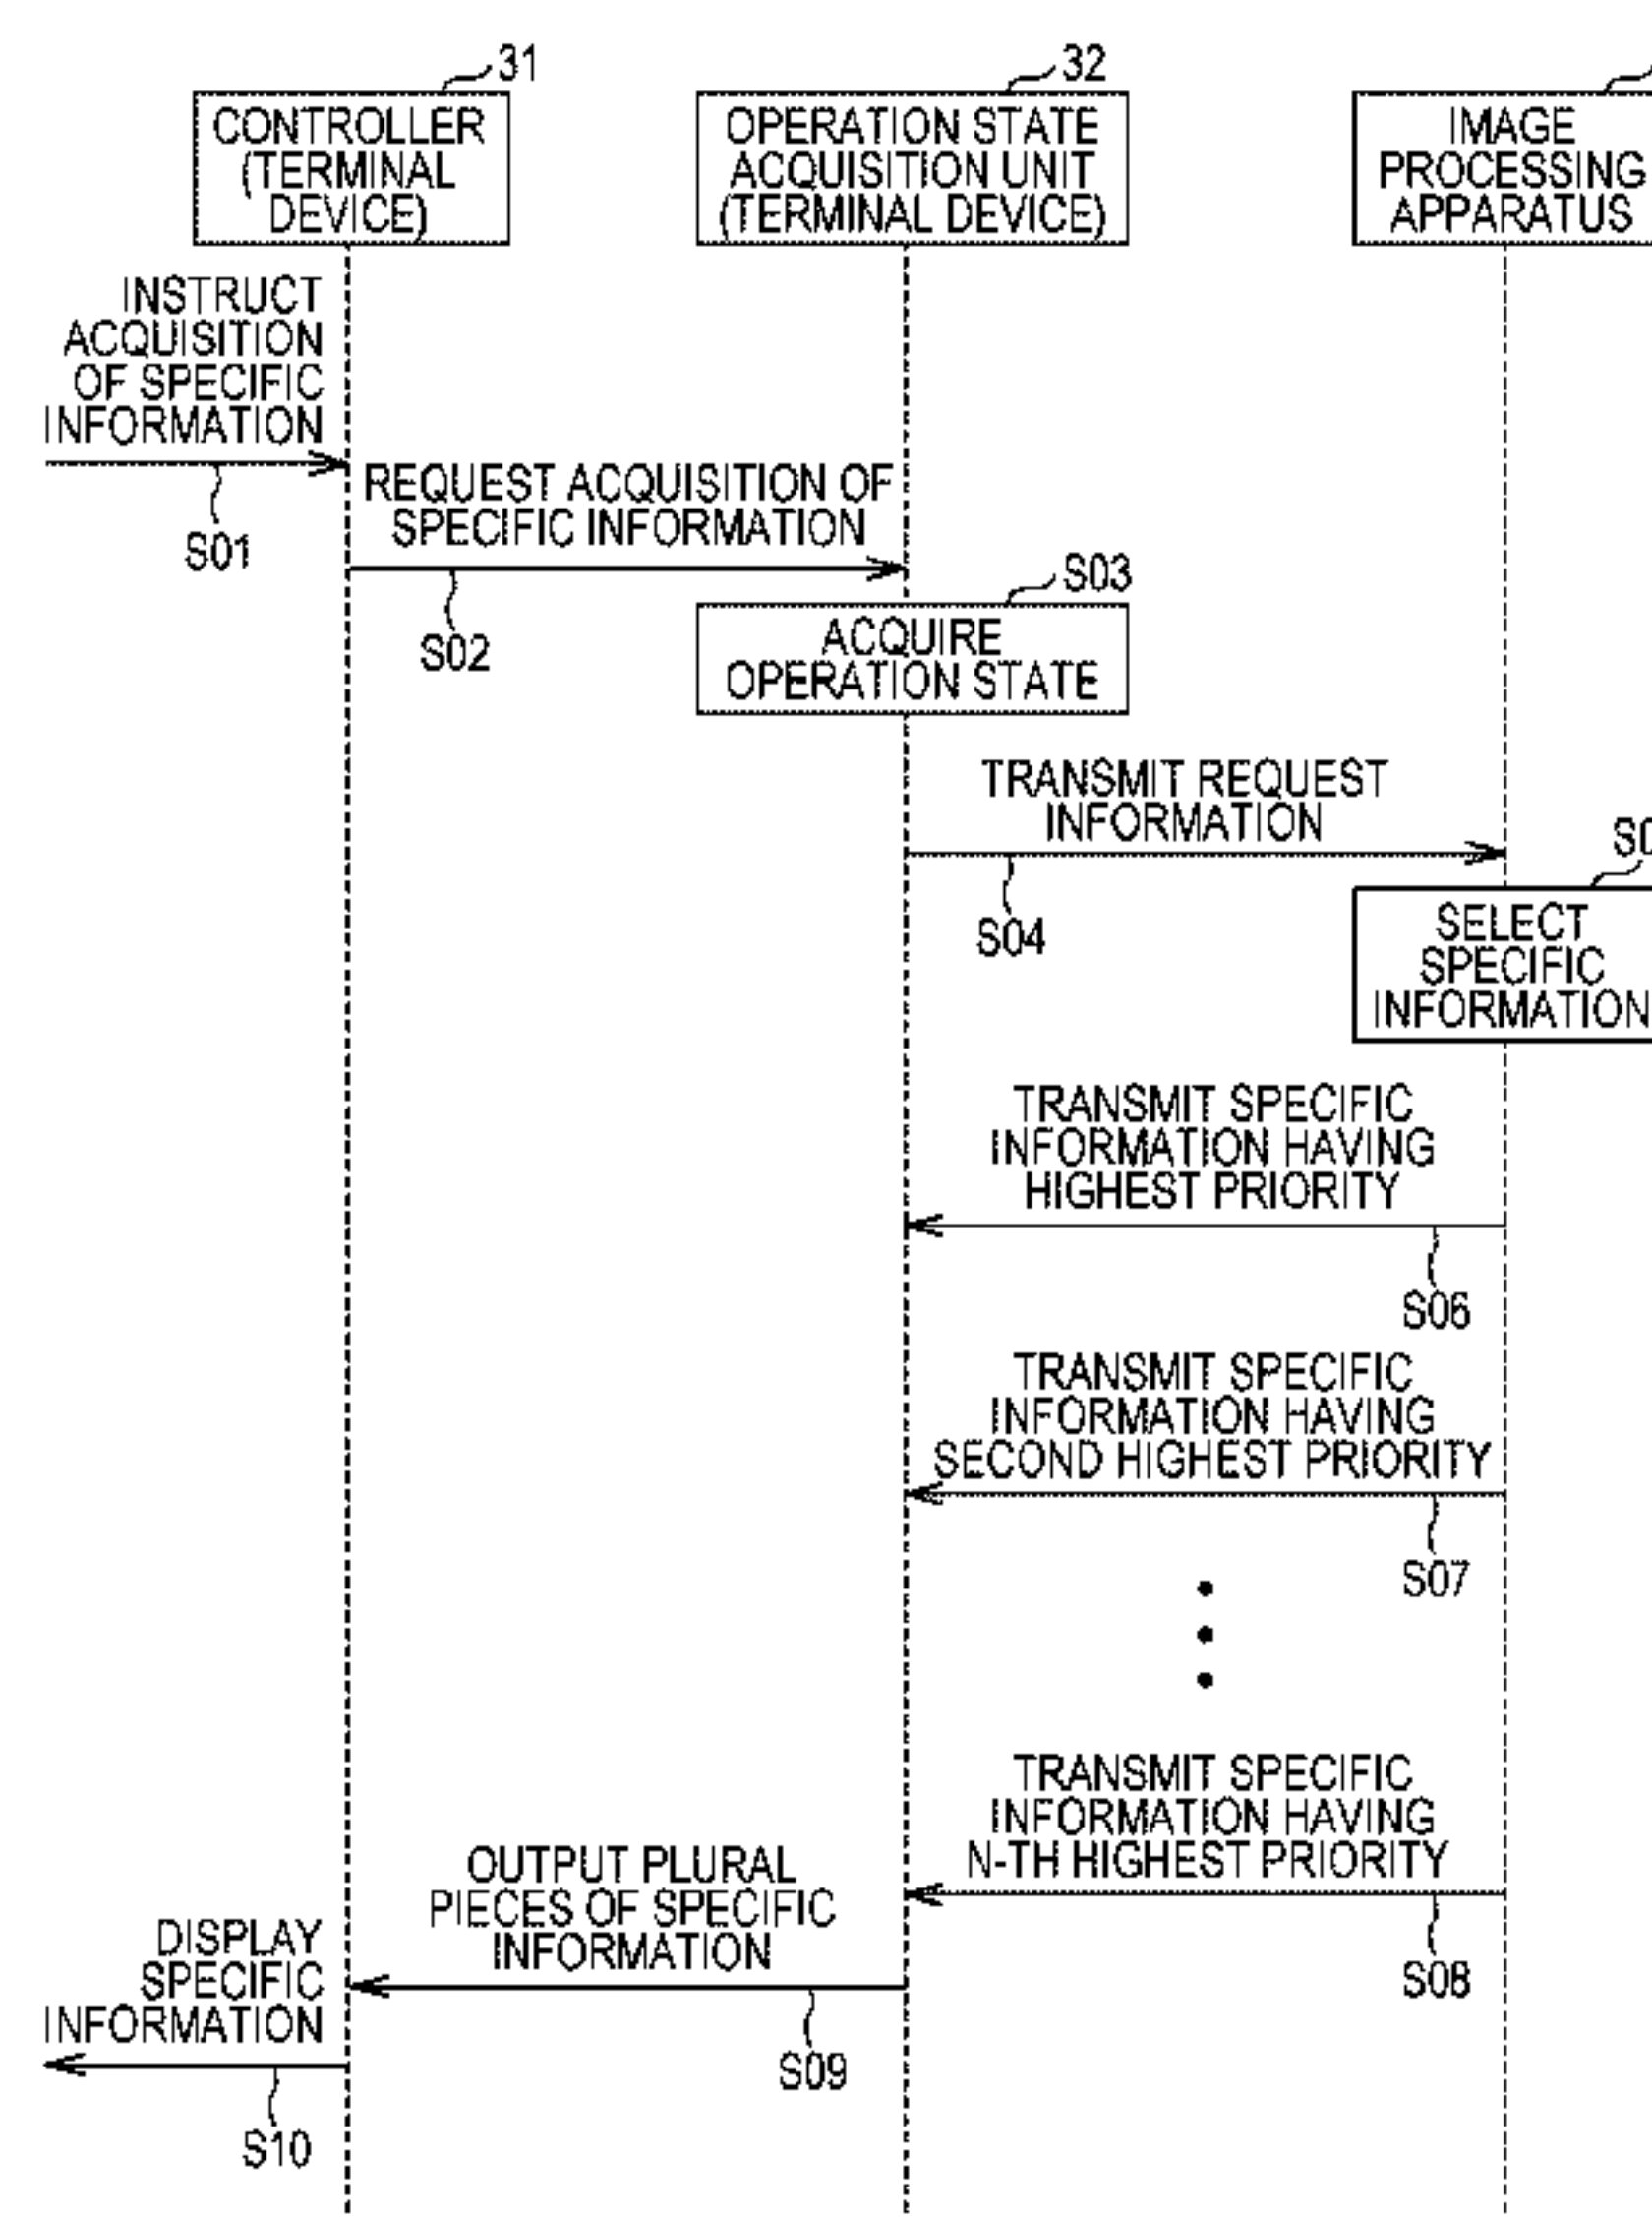 31
CONTROLLER
(TERMINAL
DEVICE)
32
OPERATION STATE
ACQUISITION UNIT
(TERMINAL DEVICE)
IMAGE
PROCESSING
APPARATUS
INSTRUCT
ACQUISITION
OF SPECIFIC
INFORMATION
S01
REQUEST ACQUISITION OF
SPECIFIC INFORMATION
S02
S03
ACQUIRE
OPERATION STATE
TRANSMIT REQUEST
INFORMATION
S04
SELECT
SPECIFIC
INFORMATION
TRANSMIT SPECIFIC
INFORMATION HAVING
HIGHEST PRIORITY
S06
TRANSMIT SPECIFIC
INFORMATION HAVING
SECOND HIGHEST PRIORITY
S07
TRANSMIT SPECIFIC
INFORMATION HAVING
N-TH HIGHEST PRIORITY
S08
OUTPUT PLURAL
PIECES OF SPECIFIC
INFORMATION
S09
DISPLAY
SPECIFIC
INFORMATION
S10